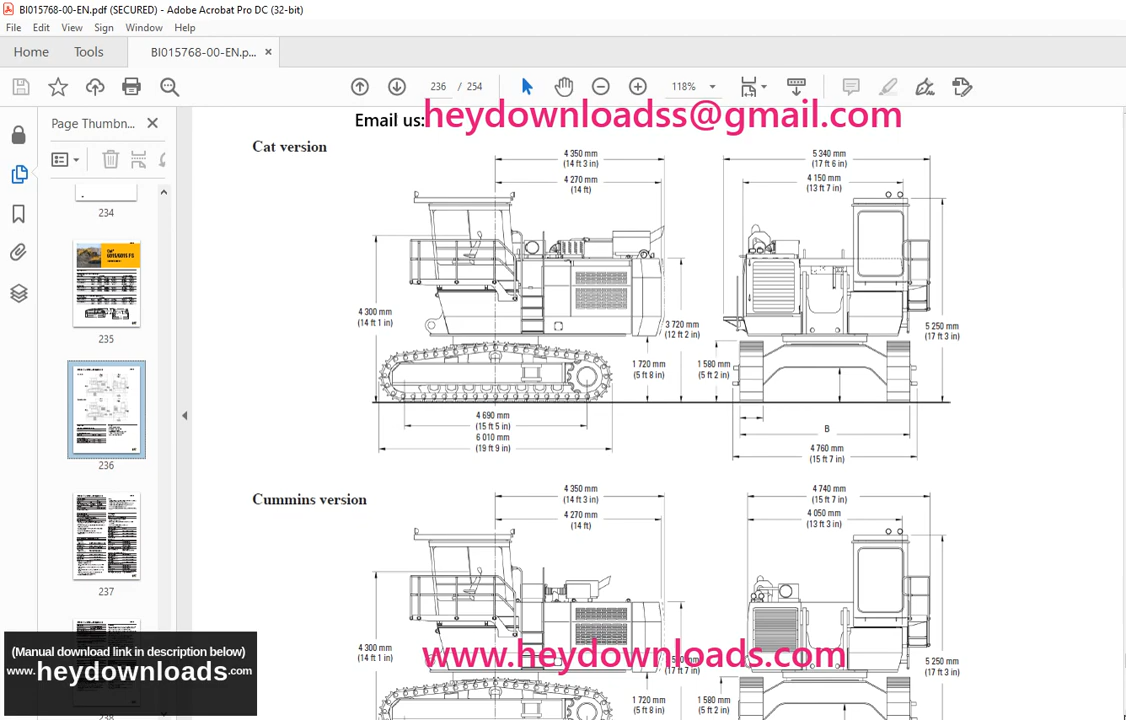 BI015768-00-EN.pdf (SECURED) - Adobe Acrobat Pro DC (32-bit)
File Edit View Sign Window Help
Home Tools BI015768-00-EN.p... ×
236 / 254 118%
Page Thumbn...
Email us:heydownloadss@gmail.com
Cat version
4 350 mm
(14 ft 3 in)
4 270 mm
(14 ft)
5 340 mm
(17 ft 6 in)
4 150 mm
(13 ft 7 in)
4 300 mm
(14 ft 1 in)
3 720 mm
(12 ft 2 in)
1 720 mm
(5 ft 8 in)
1 580 mm
(5 ft 2 in)
5 250 mm
(17 ft 3 in)
4 690 mm
(15 ft 5 in)
6 010 mm
(19 ft 9 in)
B
4 760 mm
(15 ft 7 in)
Cummins version
4 350 mm
(14 ft 3 in)
4 270 mm
(14 ft)
4 740 mm
(15 ft 7 in)
4 050 mm
(13 ft 3 in)
4 300 mm
(14 ft 1 in)
1 720 mm
(5 ft 8 in)
1 580 mm
(5 ft 2 in)
5 250 mm
(17 ft 3 in)
www.heydownloads.com
234
235
236
237
238
(Manual download link in description below)
www.heydownloads.com